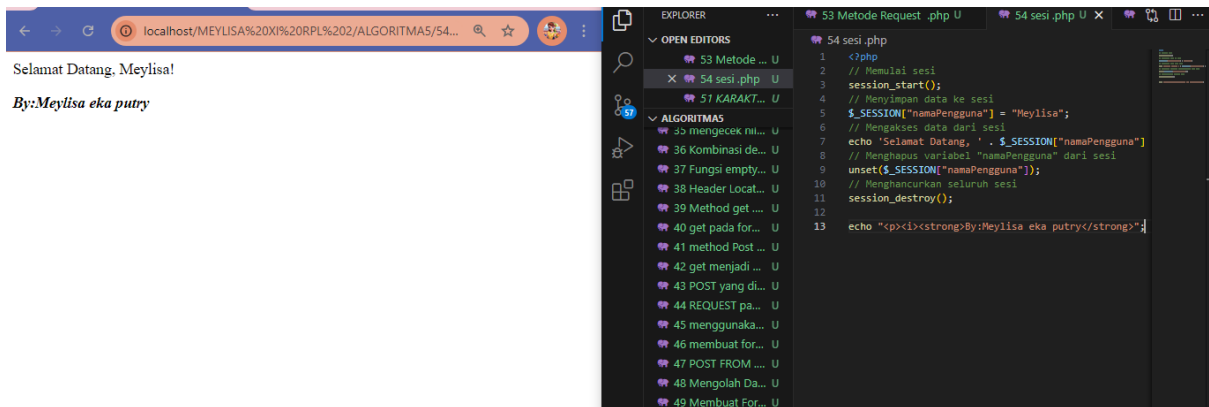 localhost/MEYLISA%20XI%20RPL%202/ALGORITMA5/54...
Selamat Datang, Meylisa!
By:Meylisa eka putry
EXPLORER
OPEN EDITORS
53 Metode ... U
54 sesi .php U
51 KARAKT... U
57
ALGORITMA5
35 mengecek nil... U
36 Kombinasi de... U
37 Fungsi empty... U
38 Header Locat... U
39 Method get .... U
40 get pada for... U
41 method Post ... U
42 get menjadi ... U
43 POST yang di... U
44 REQUEST pa... U
45 mengguna​ka... U
46 membuat for... U
47 POST FROM .... U
48 Mengolah Da... U
49 Membuat For... U
53 Metode Request .php U
54 sesi .php U
54 sesi .php
1 <?php
2 // Memulai sesi
3 session_start();
4 // Menyimpan data ke sesi
5 $_SESSION["namaPengguna"] = "Meylisa";
6 // Mengakses data dari sesi
7 echo 'Selamat Datang, ' . $_SESSION["namaPengguna"]
8 // Menghapus variabel "namaPengguna" dari sesi
9 unset($_SESSION["namaPengguna"]);
10 // Menghancurkan seluruh sesi
11 session_destroy();
12
13 echo "<p><i><strong>By:Meylisa eka putry</strong>";